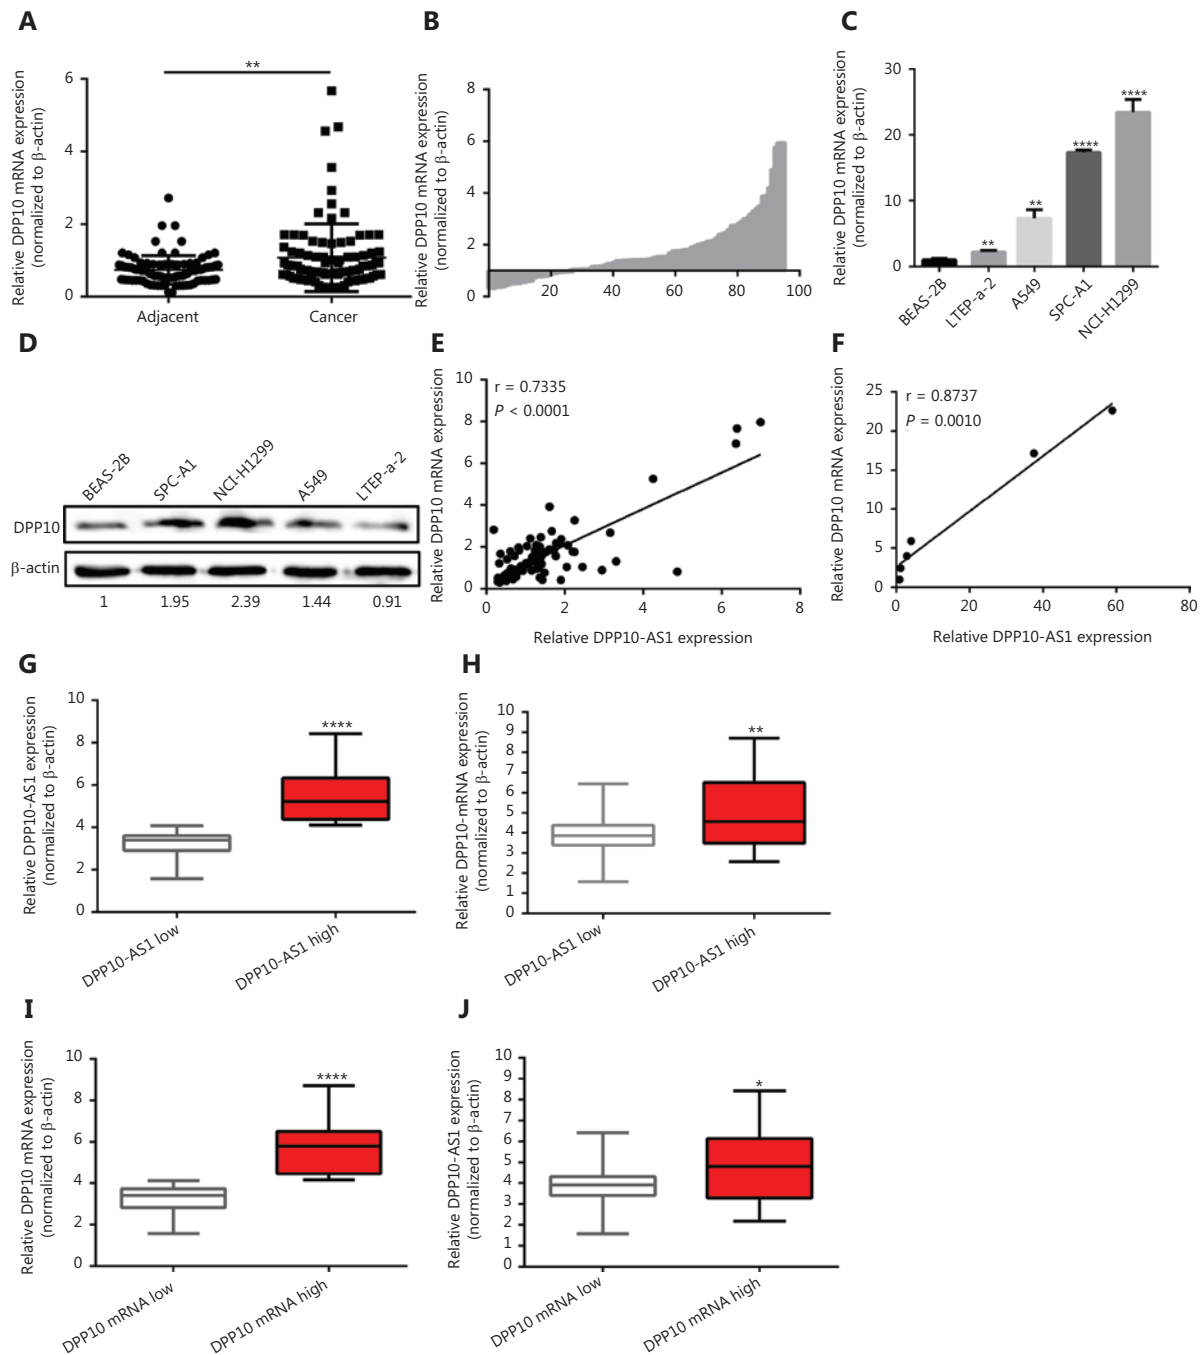 A
Relative DPP10 mRNA expression
(normalized to β-actin)
6
4
2
0
**
Adjacent
Cancer
B
Relative DPP10 mRNA expression
(normalized to β-actin)
8
6
4
2
0
20
40
60
80
100
C
Relative DPP10 mRNA expression
(normalized to β-actin)
30
20
10
0
**
**
****
****
BEAS-2B
LTEP-a-2
A549
SPC-A1
NCI-H1299
D
BEAS-2B
SPC-A1
NCI-H1299
A549
LTEP-a-2
DPP10
β-actin
1 1.95 2.39 1.44 0.91
E
Relative DPP10 mRNA expression
10
8
6
4
2
0
r = 0.7335
P < 0.0001
0 2 4 6 8
Relative DPP10-AS1 expression
F
Relative DPP10 mRNA expression
25
20
15
10
5
0
r = 0.8737
P = 0.0010
0 20 40 60 80
Relative DPP10-AS1 expression
G
Relative DPP10-AS1 expression
(normalized to β-actin)
10
8
6
4
2
0
****
DPP10-AS1 low
DPP10-AS1 high
H
Relative DPP10-mRNA expression
(normalized to β-actin)
10
9
8
7
6
5
4
3
2
1
0
**
DPP10-AS1 low
DPP10-AS1 high
I
Relative DPP10 mRNA expression
(normalized to β-actin)
10
8
6
4
2
0
****
DPP10 mRNA low
DPP10 mRNA high
J
Relative DPP10-AS1 expression
(normalized to β-actin)
10
9
8
7
6
5
4
3
2
1
0
*
DPP10 mRNA low
DPP10 mRNA high